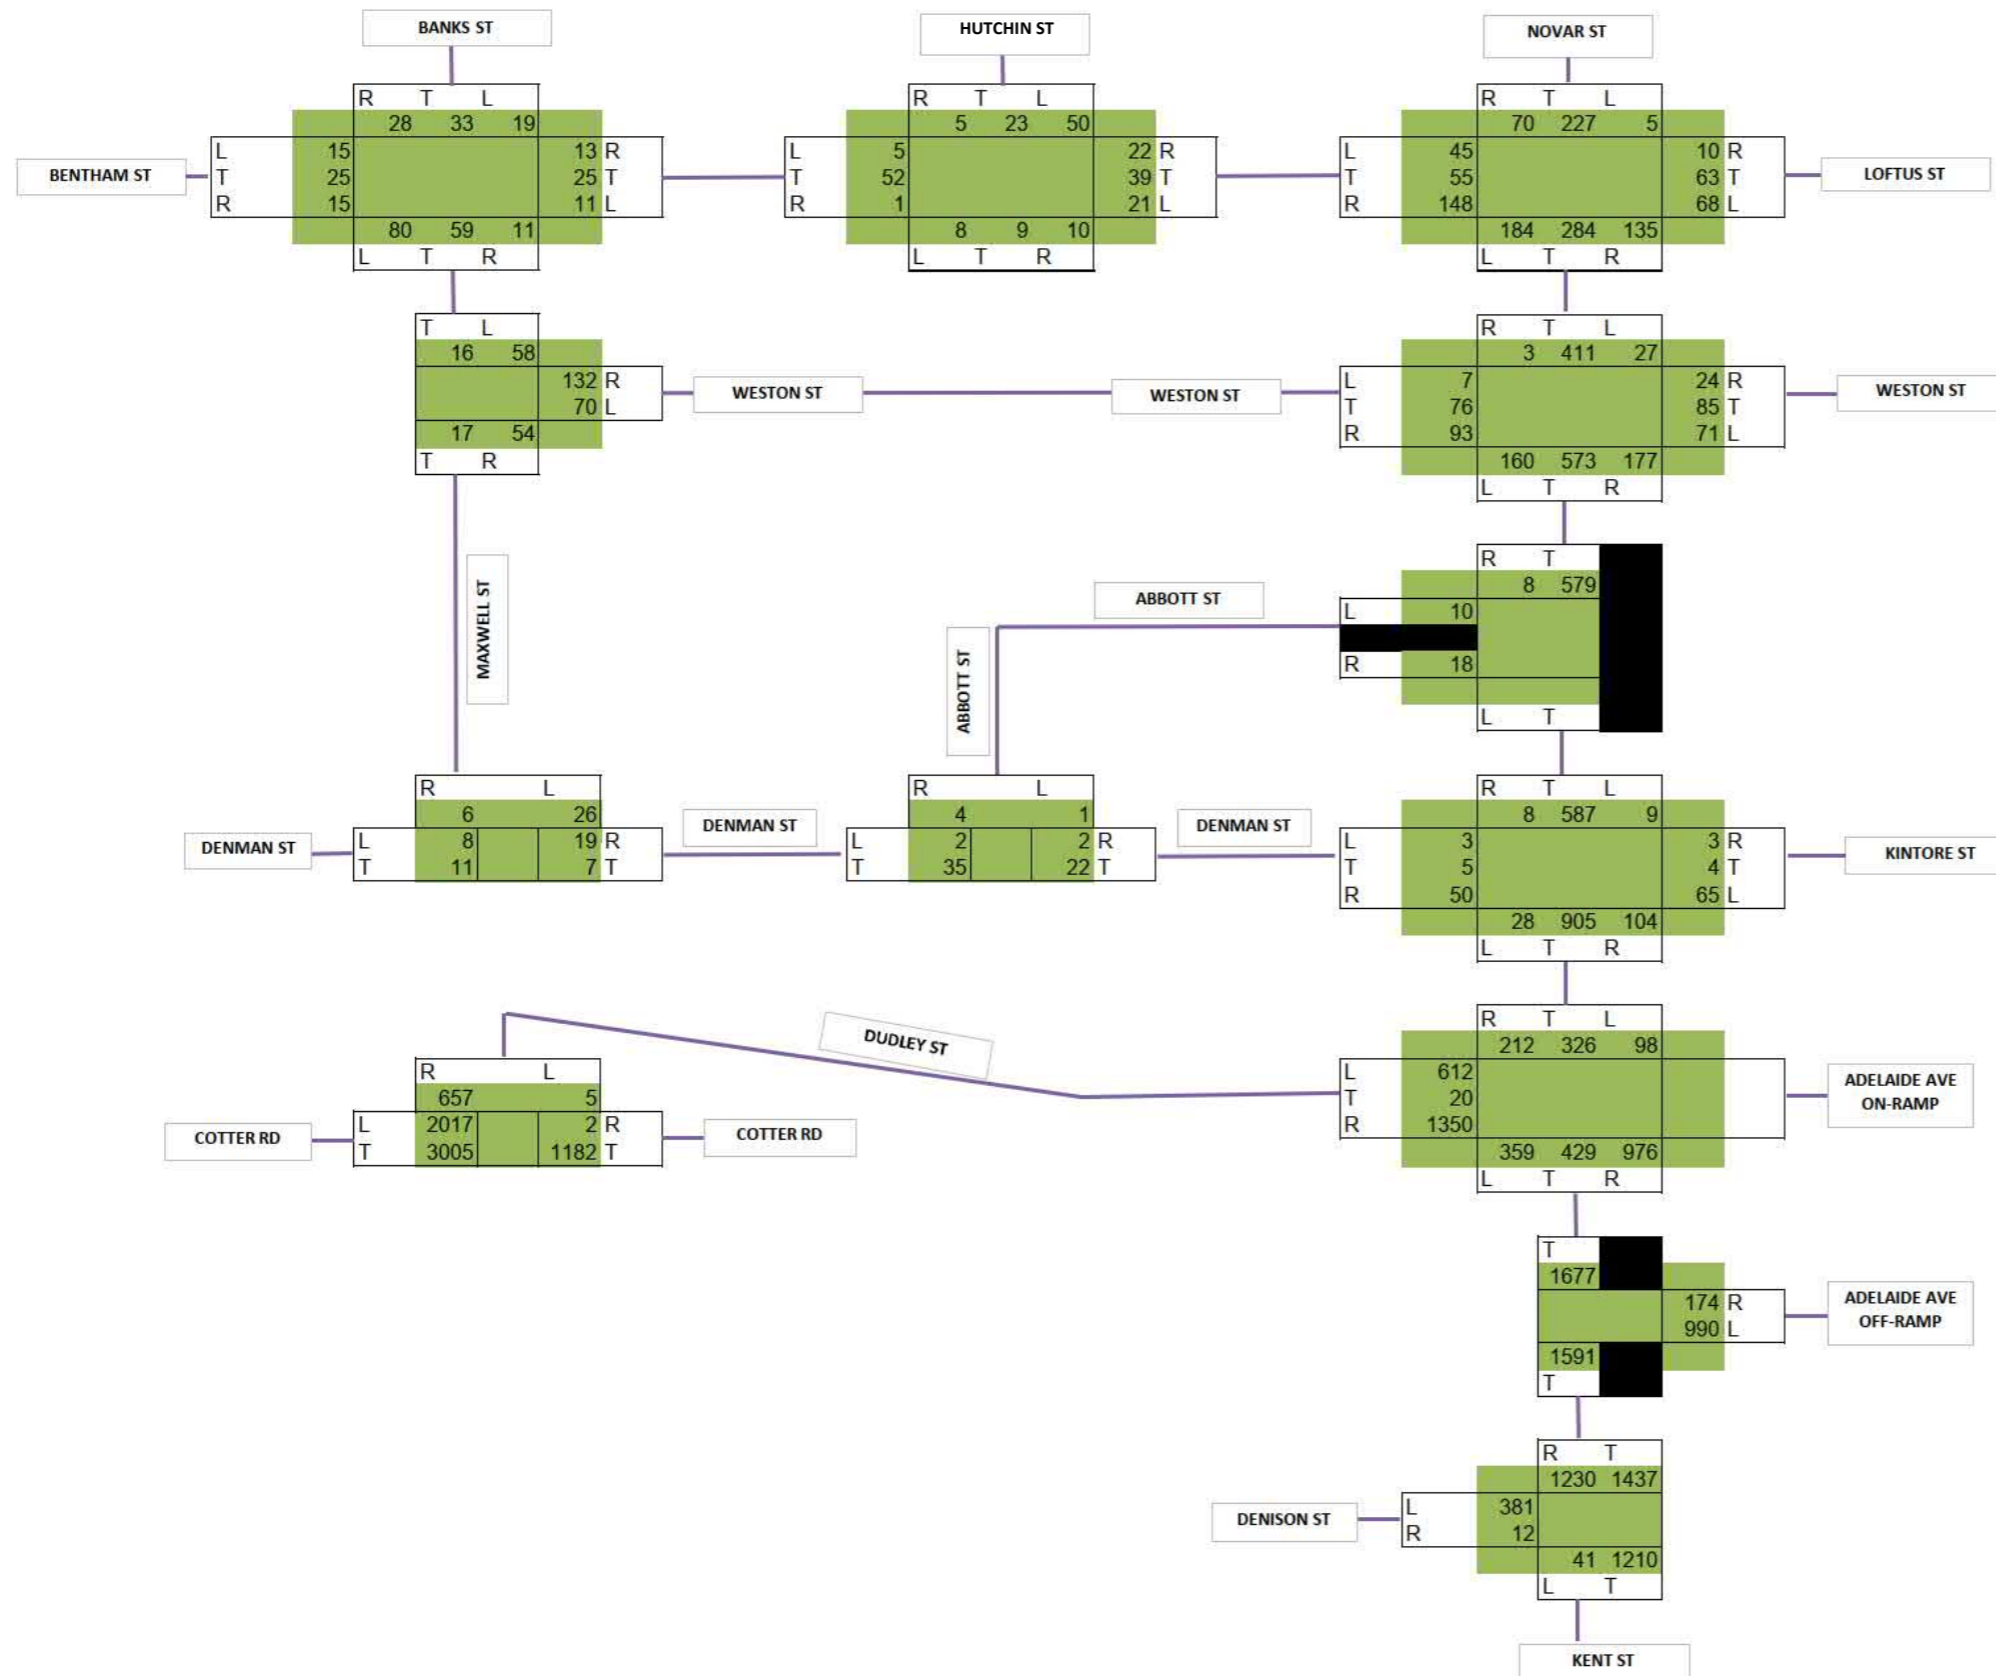 BANKS ST
HUTCHIN ST
NOVAR ST
R T L
R T L
R T L
28 33 19
5 23 50
70 227 5
BENTHAM ST
L 15
T 25
R 15
13 R
25 T
11 L
L 5
T 52
R 1
22 R
39 T
21 L
L 45
T 55
R 148
10 R
63 T
68 L
LOFTUS ST
80 59 11
8 9 10
184 284 135
L T R
L T R
L T R
T L
16 58
132 R
70 L
17 54
T R
WESTON ST
WESTON ST
R T L
3 411 27
L 7
T 76
R 93
24 R
85 T
71 L
WESTON ST
160 573 177
L T R
MAXWELL ST
ABBOTT ST
ABBOTT ST
R T
8 579
L 10
R 18
L T
R L
6 26
DENMAN ST
L 8
T 11
19 R
7 T
DENMAN ST
R L
4 1
L 2
T 35
2 R
22 T
DENMAN ST
R T L
8 587 9
L 3
T 5
R 50
3 R
4 T
65 L
KINTORE ST
28 905 104
L T R
DUDLEY ST
R L
657 5
COTTER RD
L 2017
T 3005
2 R
1182 T
COTTER RD
R T L
212 326 98
L 612
T 20
R 1350
ADELAIDE AVE
ON-RAMP
359 429 976
L T R
T
1677
174 R
990 L
ADELAIDE AVE
OFF-RAMP
1591
T
R T
1230 1437
DENISON ST
L 381
R 12
41 1210
L T
KENT ST